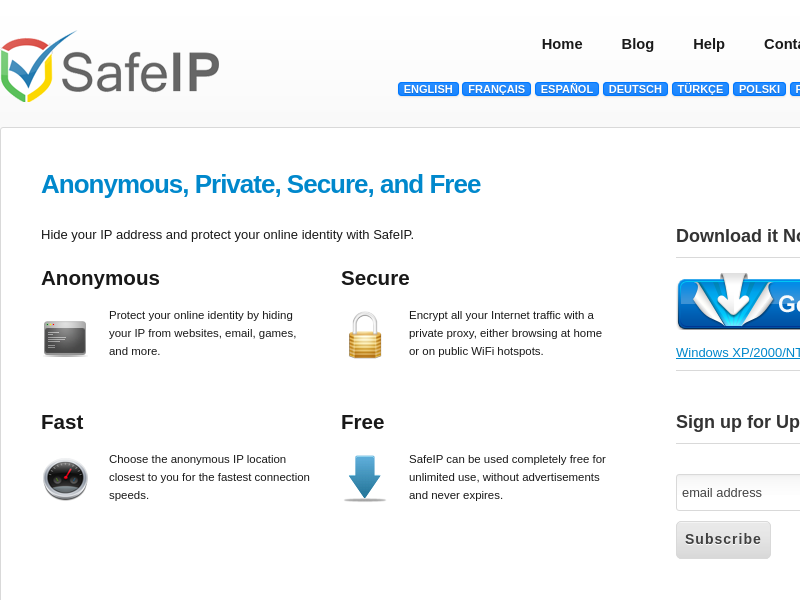 SafeIP
Home Blog Help
ENGLISH FRANÇAIS ESPAÑOL DEUTSCH TÜRKÇE POLSKI
Anonymous, Private, Secure, and Free
Hide your IP address and protect your online identity with SafeIP.
Anonymous
Protect your online identity by hiding
your IP from websites, email, games,
and more.
Secure
Encrypt all your Internet traffic with a
private proxy, either browsing at home
or on public WiFi hotspots.
Fast
Choose the anonymous IP location
closest to you for the fastest connection
speeds.
Free
SafeIP can be used completely free for
unlimited use, without advertisements
and never expires.
Download it
Windows XP/2000/NT
Sign up for
email address
Subscribe